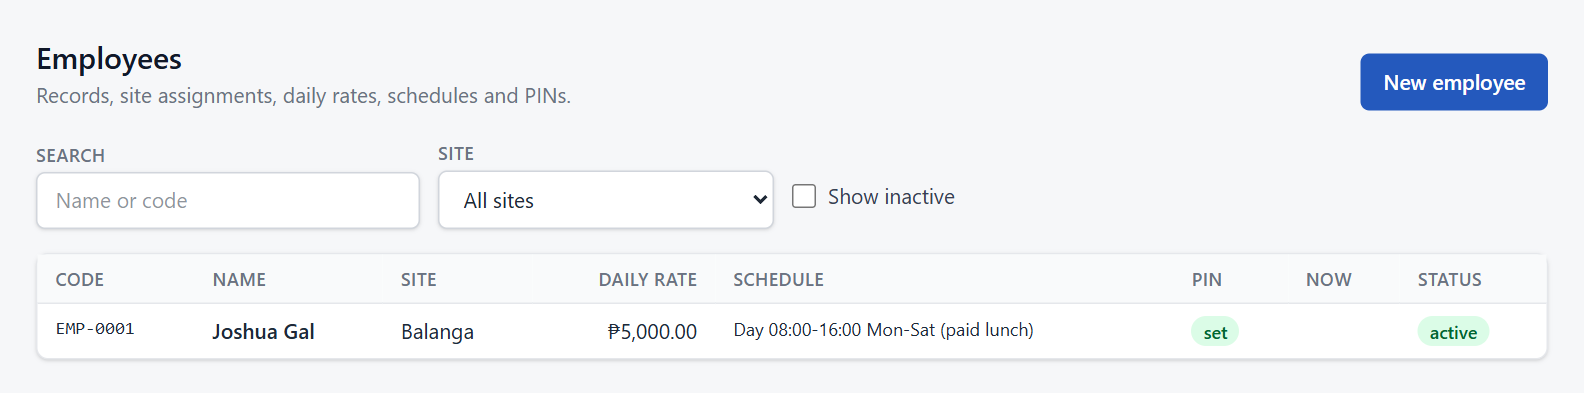 Employees
Records, site assignments, daily rates, schedules and PINs.
New employee
SEARCH
SITE
Name or code
All sites
Show inactive
CODE NAME SITE DAILY RATE SCHEDULE PIN NOW STATUS
EMP-0001 Joshua Gal Balanga ₱5,000.00 Day 08:00-16:00 Mon-Sat (paid lunch) set active